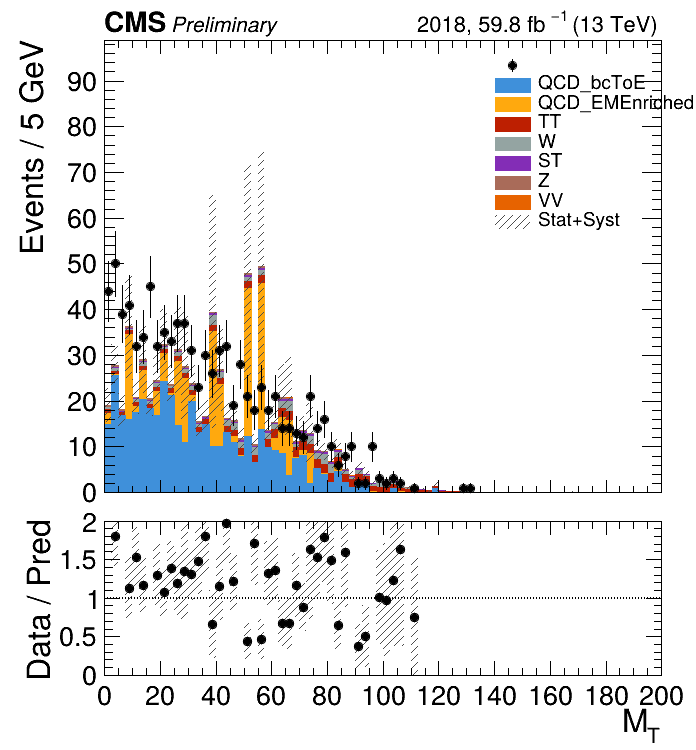 CMS Preliminary 2018, 59.8 fb⁻¹ (13 TeV)
Events / 5 GeV
90
80
70
60
50
40
30
20
10
0
QCD_bcToE
QCD_EMEnriched
TT
W
ST
Z
VV
Stat+Syst
Data / Pred
2
1.5
1
0.5
0
0 20 40 60 80 100 120 140 160 180 200
M_T